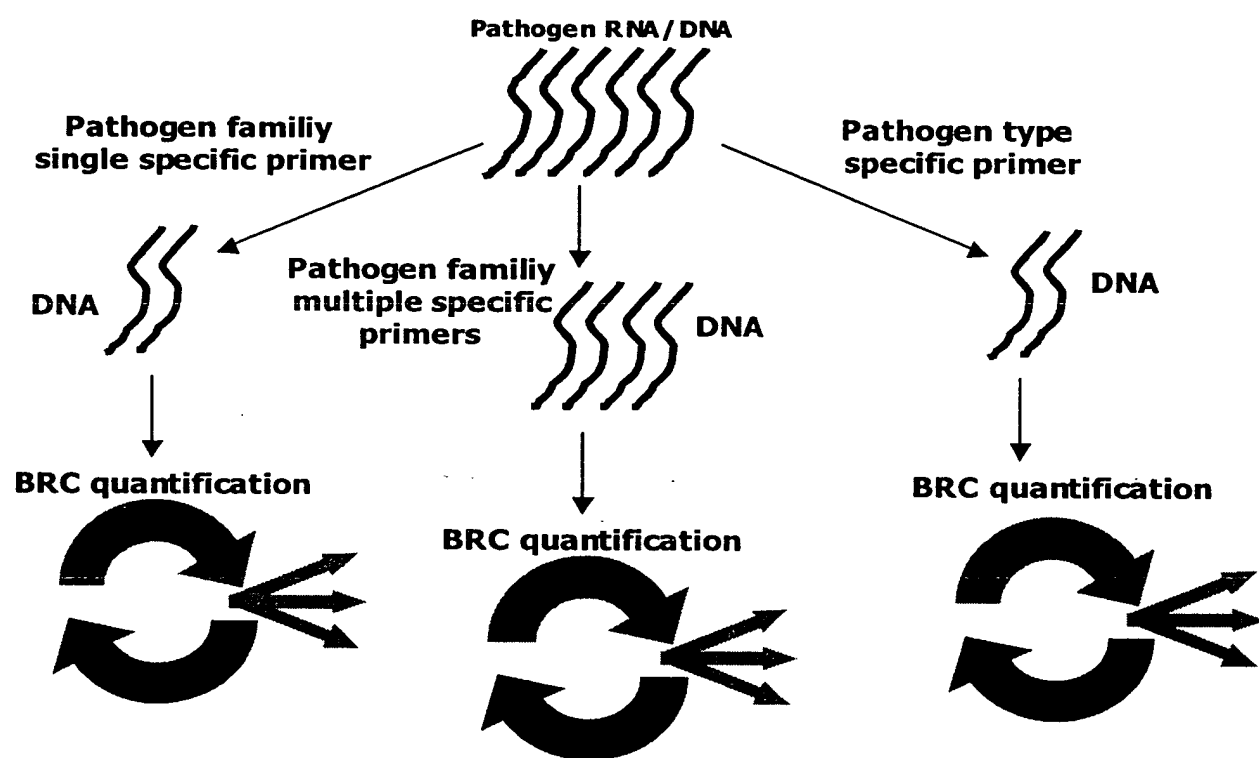 Pathogen RNA/DNA
Pathogen familiy
single specific primer
Pathogen type
specific primer
DNA
Pathogen familiy
multiple specific
primers
DNA
DNA
BRC quantification
BRC quantification
BRC quantification